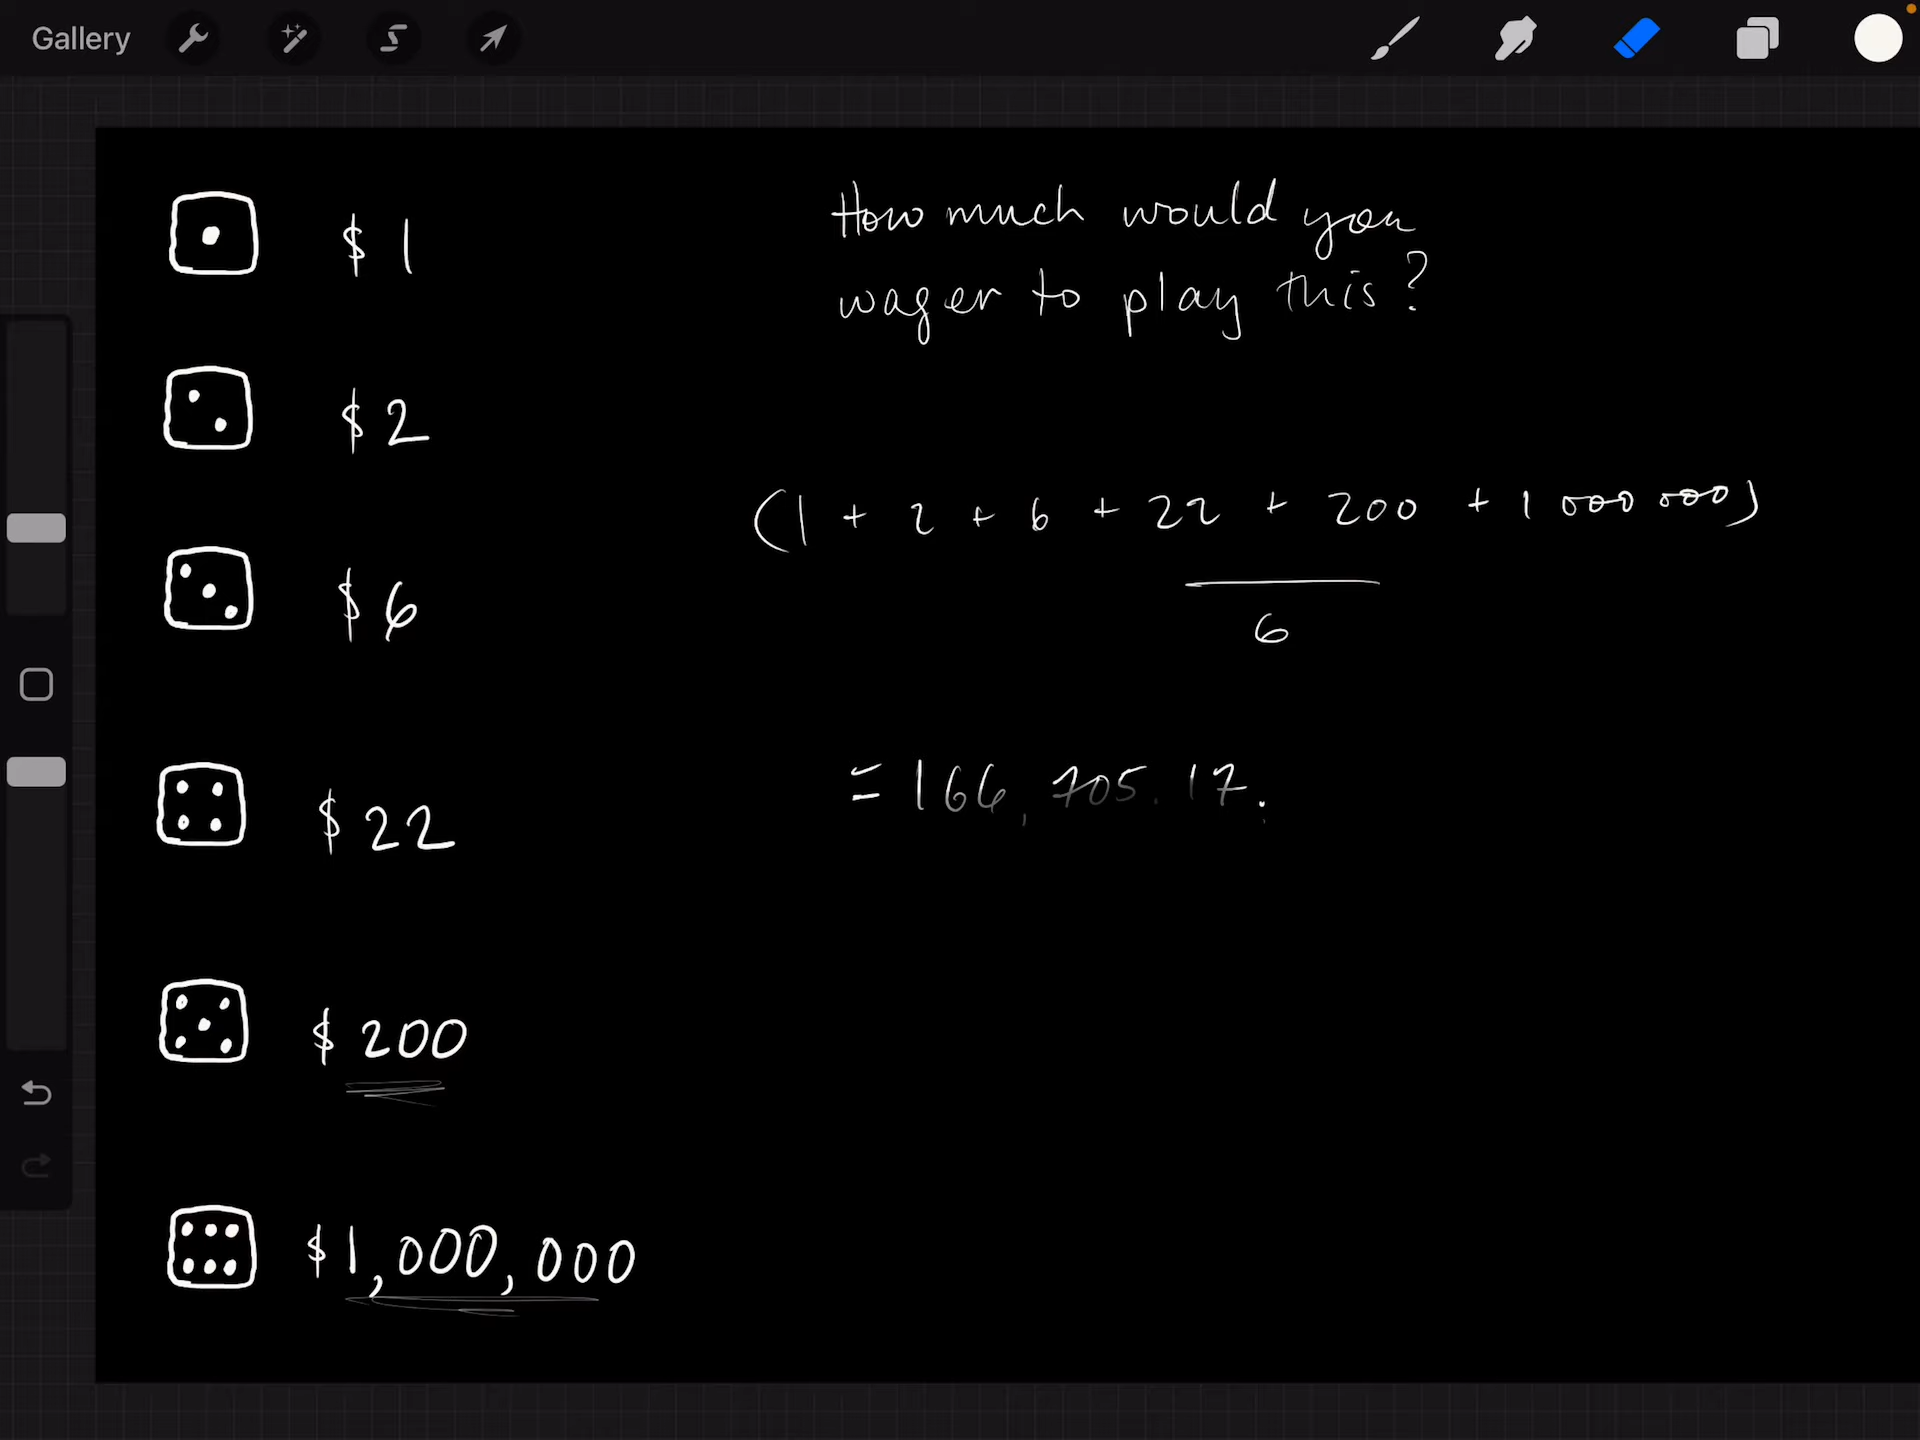 Gallery
$ 1
$ 2
$ 6
$ 22
$ 200
$ 1,000,000
How much would you
wager to play this?
(1 + 2 + 6 + 22 + 200 + 1 000 000)
6
= 166,705.17.